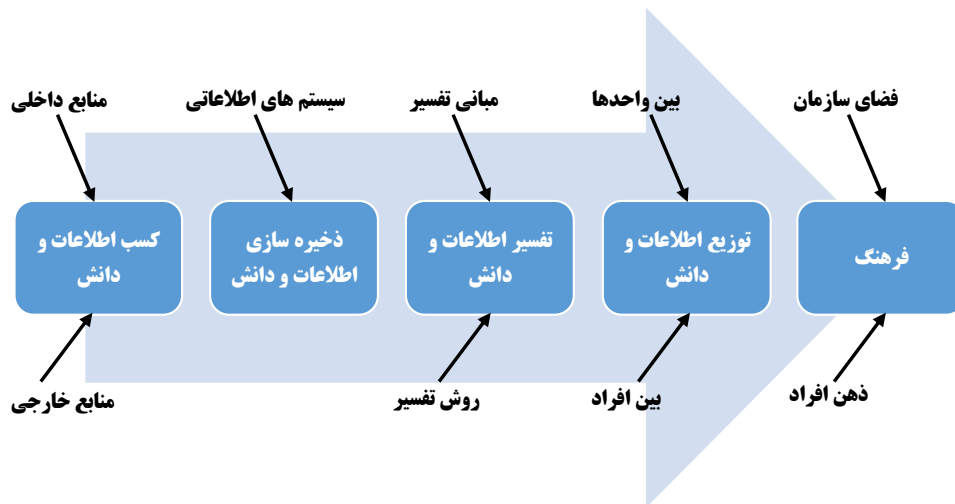 منابع داخلی
سیستم های اطلاعاتی
مبانی تفسیر
بین واحدها
فضای سازمان
کسب اطلاعات و
دانش
ذخیره سازی
اطلاعات و دانش
تفسیر اطلاعات و
دانش
توزیع اطلاعات و
دانش
فرهنگ
منابع خارجی
روش تفسیر
بین افراد
ذهن افراد